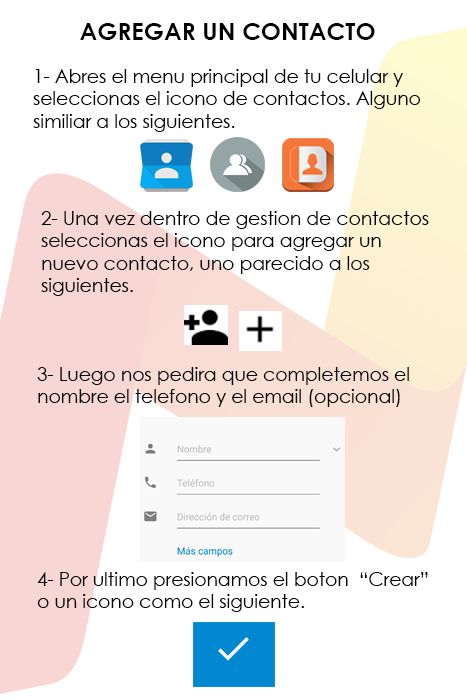 AGREGAR UN CONTACTO
1- Abres el menu principal de tu celular y
seleccionas el icono de contactos. Alguno
similiar a los siguientes.
2- Una vez dentro de gestion de contactos
seleccionas el icono para agregar un
nuevo contacto, uno parecido a los
siguientes.
3- Luego nos pedira que completemos el
nombre el telefono y el email (opcional)
Nombre
Teléfono
Dirección de correo
Más campos
4- Por ultimo presionamos el boton “Crear”
o un icono como el siguiente.